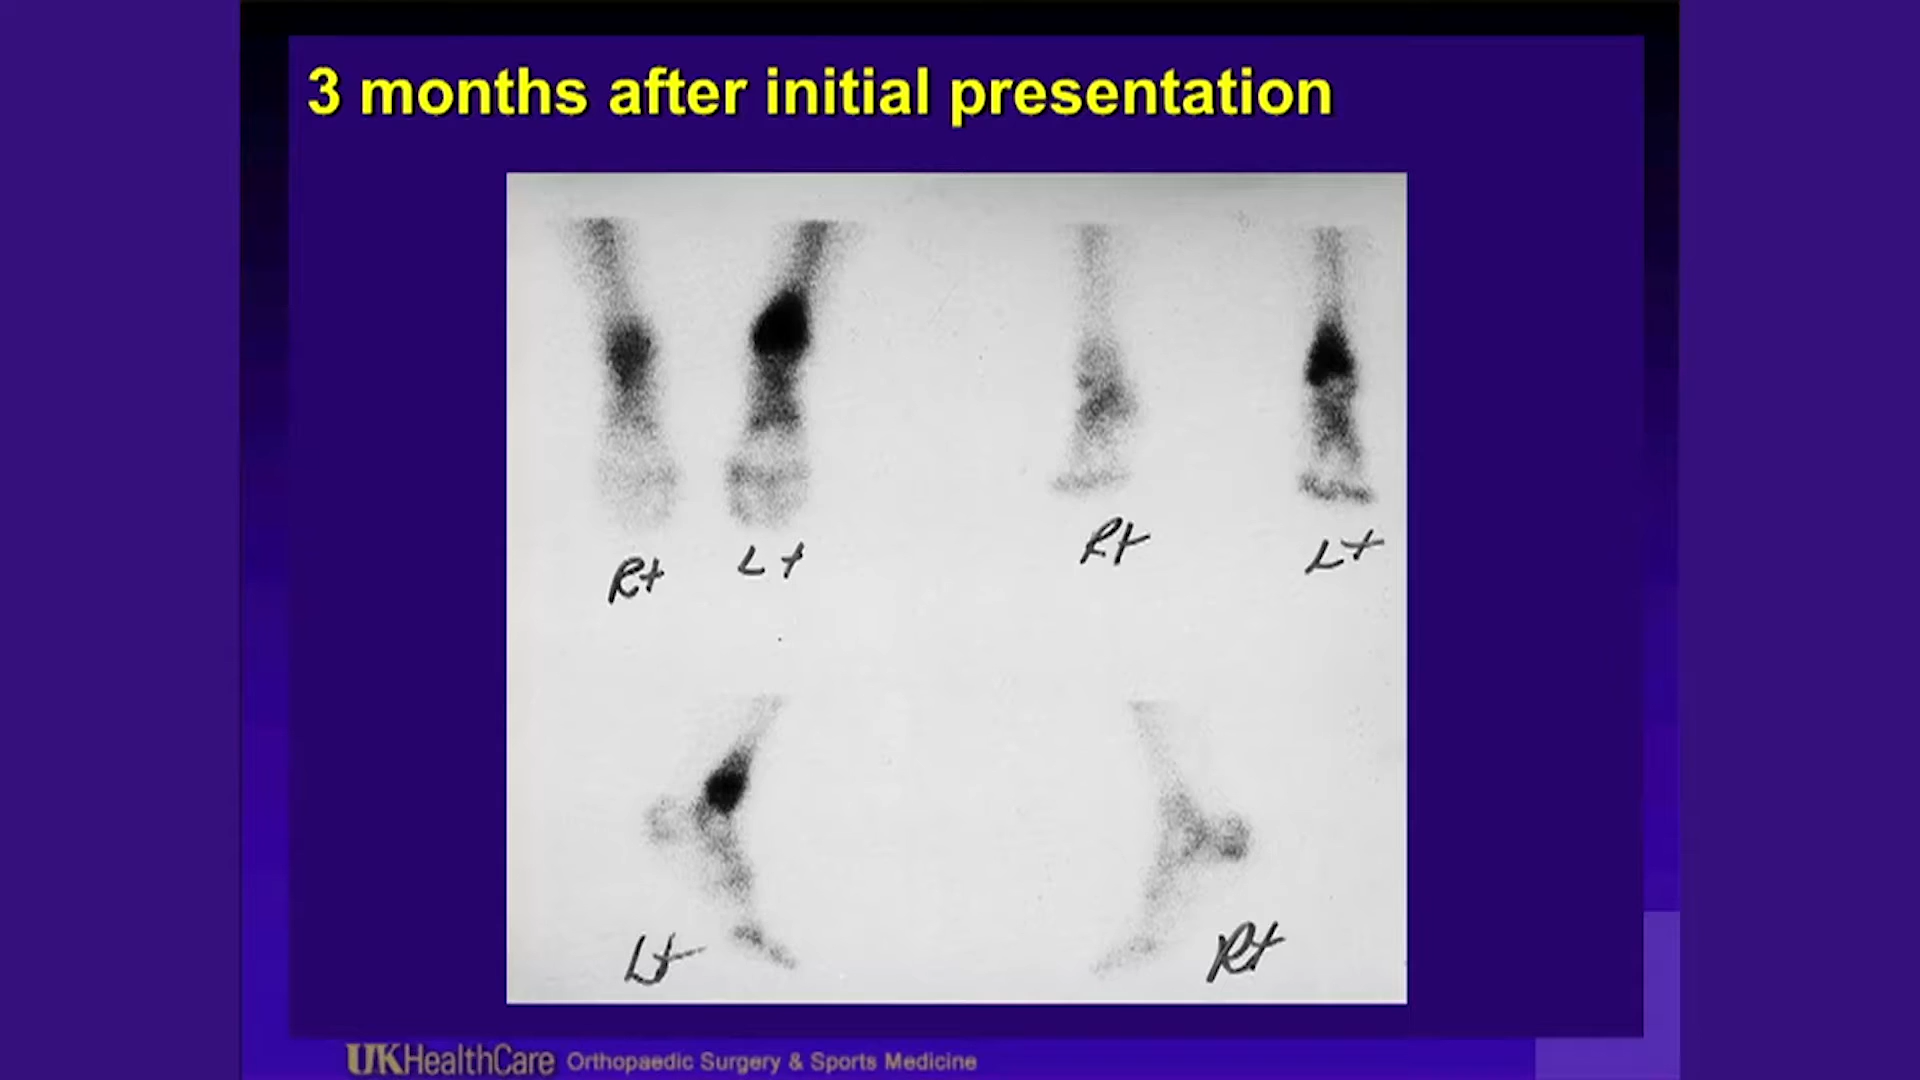 3 months after initial presentation
Rt
Lt
Rt
Lt
Lt
Rt
UKHealthCare Orthopaedic Surgery & Sports Medicine